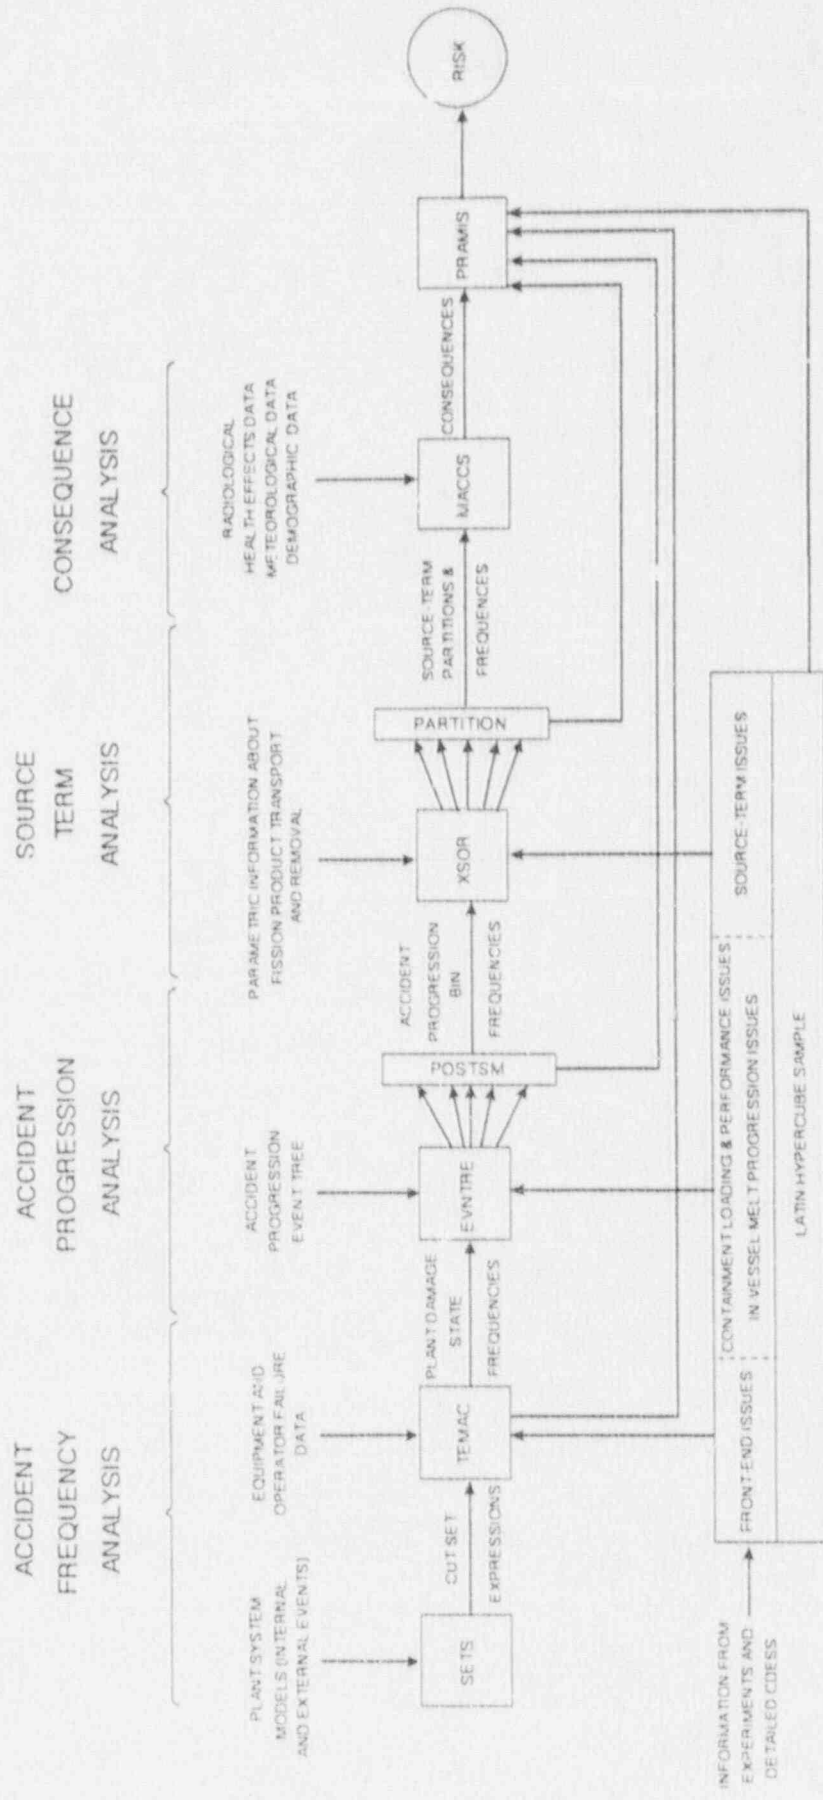 ACCIDENT
FREQUENCY
ANALYSIS
ACCIDENT
PROGRESSION
ANALYSIS
SOURCE
TERM
ANALYSIS
CONSEQUENCE
ANALYSIS
PLANT SYSTEM
MODELS (INTERNAL
AND EXTERNAL EVENTS)
EQUIPMENT AND
OPERATOR FAILURE
DATA
ACCIDENT
PROGRESSION
EVENT TREE
PARAMETRIC INFORMATION ABOUT
FISSION PRODUCT TRANSPORT
AND REMOVAL
RADIOLOGICAL
HEALTH EFFECTS DATA
METEOROLOGICAL DATA
DEMOGRAPHIC DATA
SETS
CUT SET
EXPRESSIONS
TEMAC
PLANT DAMAGE
STATE
FREQUENCIES
EVNTRE
POSTSM
ACCIDENT
PROGRESSION
BIN
FREQUENCIES
XSOR
PARTITION
SOURCE-TERM
PARTITIONS &
FREQUENCES
MACCS
CONSEQUENCES
PRAMIS
RISK
INFORMATION FROM
EXPERIMENTS AND
DETAILED CDESS
FRONT-END ISSUES
CONTAINMENT LOADING & PERFORMANCE ISSUES
IN VESSEL MELT PROGRESSION ISSUES
SOURCE-TERM ISSUES
LATIN HYPERCUBE SAMPLE